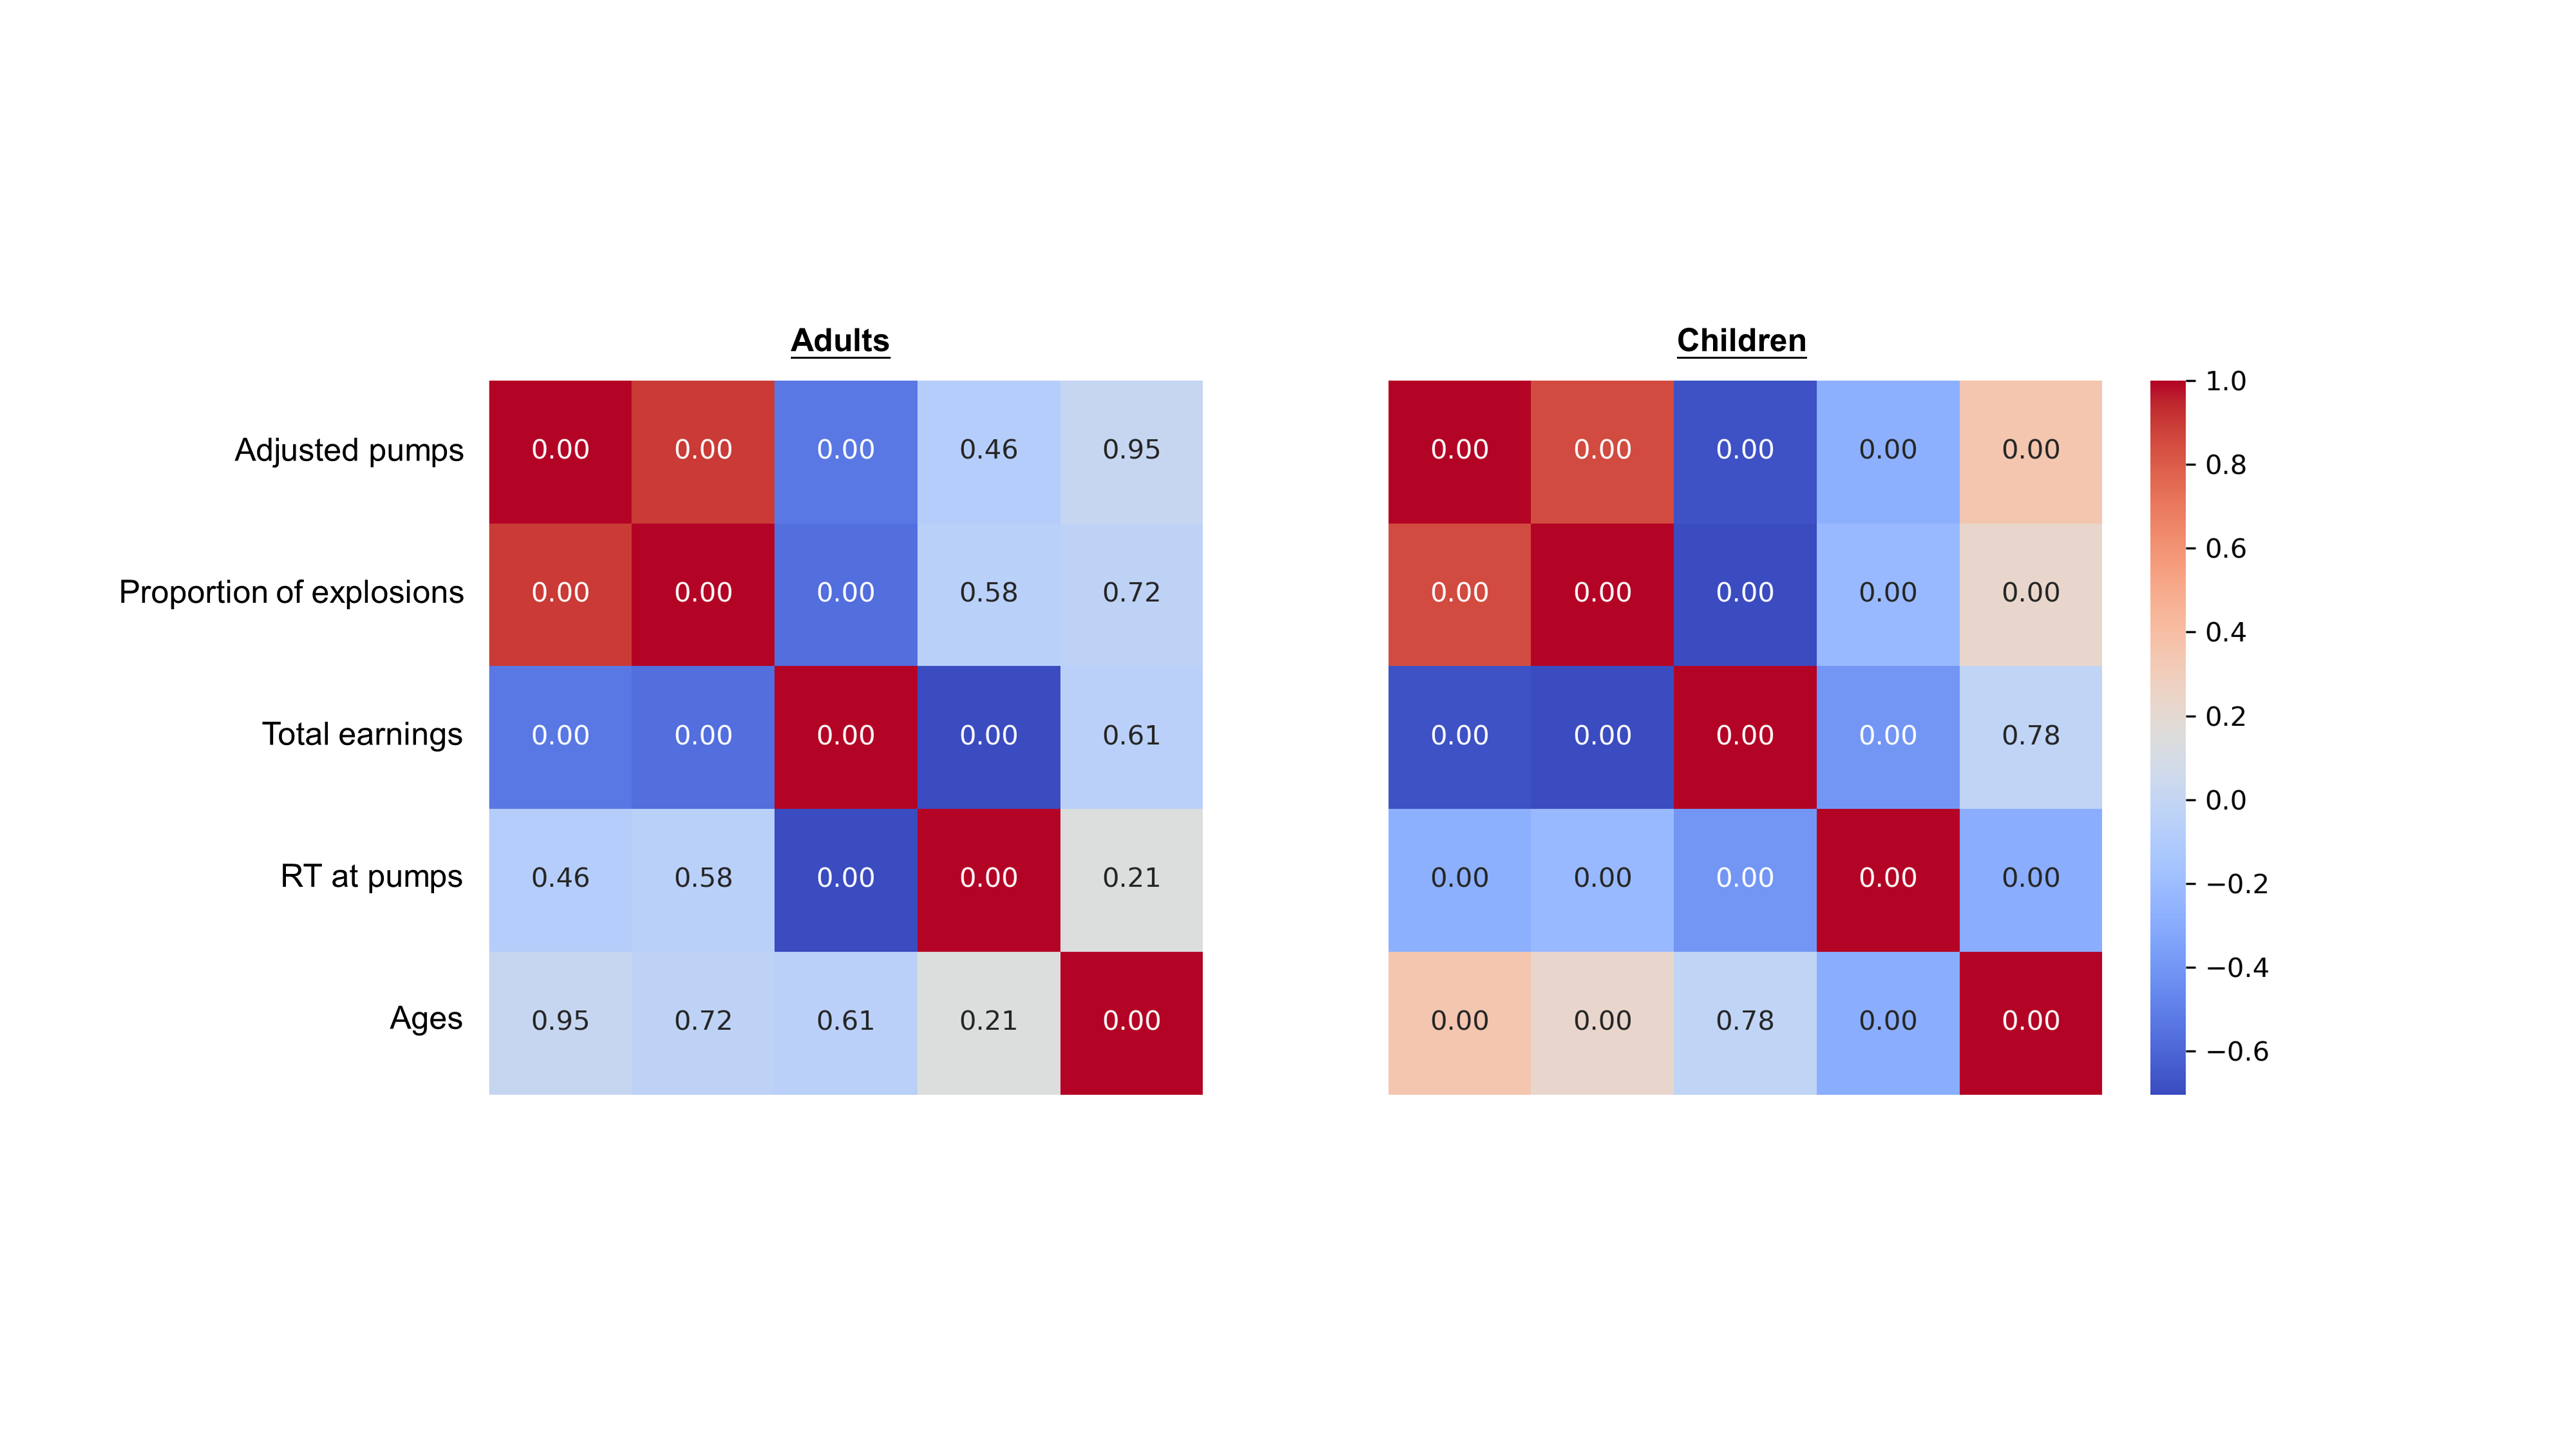 Adults
Children
Adjusted pumps 0.00 0.00 0.00 0.46 0.95 0.00 0.00 0.00 0.00 0.00
Proportion of explosions 0.00 0.00 0.00 0.58 0.72 0.00 0.00 0.00 0.00 0.00
Total earnings 0.00 0.00 0.00 0.00 0.61 0.00 0.00 0.00 0.00 0.78
RT at pumps 0.46 0.58 0.00 0.00 0.21 0.00 0.00 0.00 0.00 0.00
Ages 0.95 0.72 0.61 0.21 0.00 0.00 0.00 0.78 0.00 0.00
1.0
0.8
0.6
0.4
0.2
0.0
−0.2
−0.4
−0.6